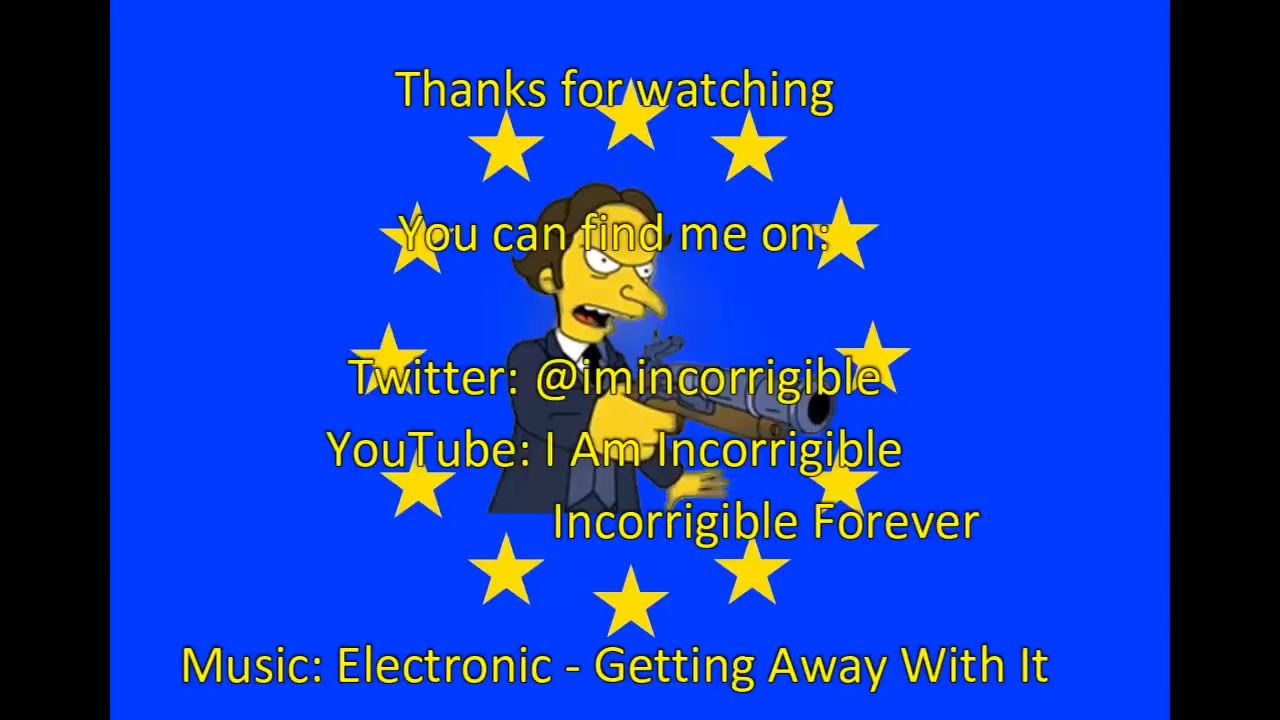 Thanks for watching
You can find me on:
Twitter: @imincorrigible
YouTube: I Am Incorrigible
Incorrigible Forever
Music: Electronic - Getting Away With It